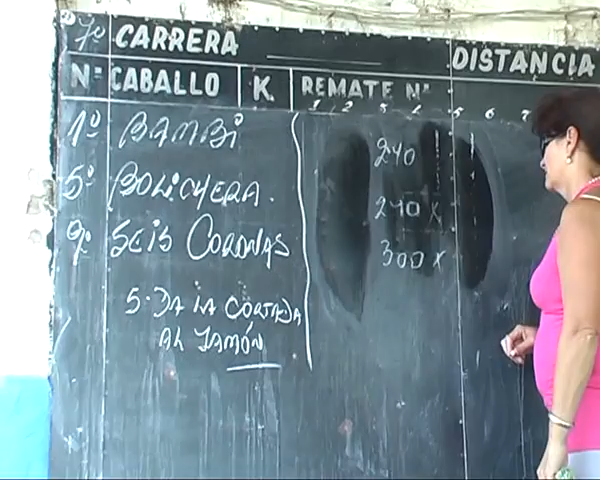 7º CARRERA DISTANCIA
Nº CABALLO K. REMATE Nº
1 2 3 4 5 6 7
1º BAMBi 240
5º BOLiCHERA. 240 X
9º SEIS CORONAS 300 X
5. DA LA CORTADA
AL JAMÓN